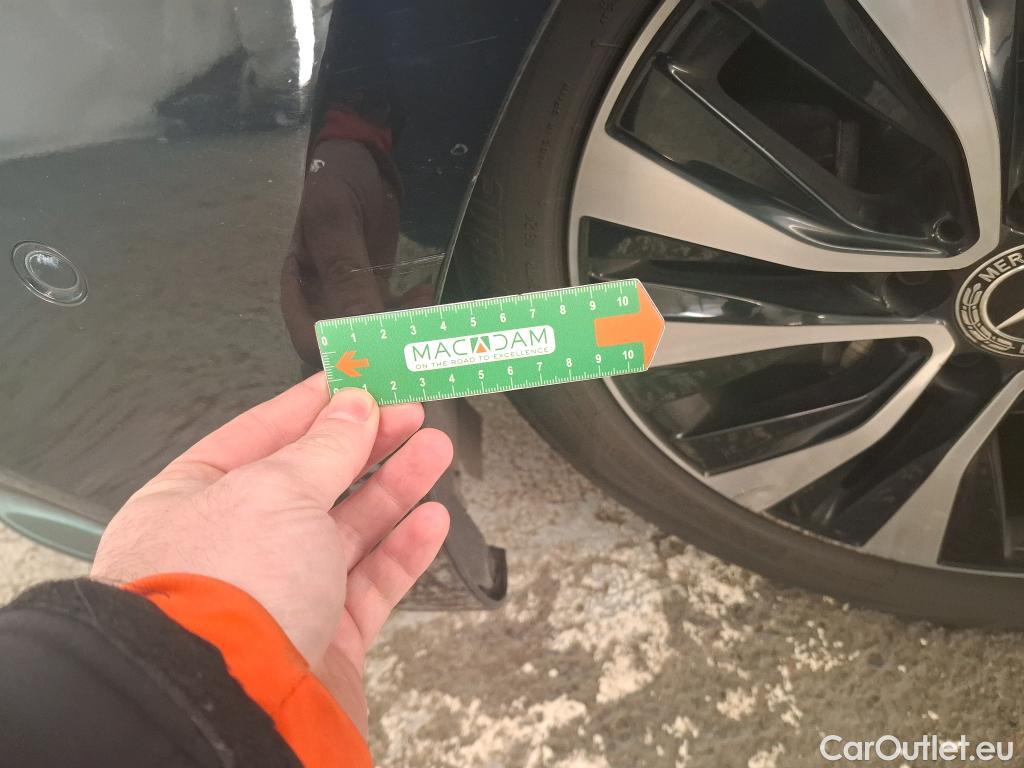 0 1 2 3 4 5 6 7 8 9 10
MACADAM
ON THE ROAD TO EXCELLENCE
1 2 3 4 5 6 7 8 9 10
MER
CarOutlet.eu